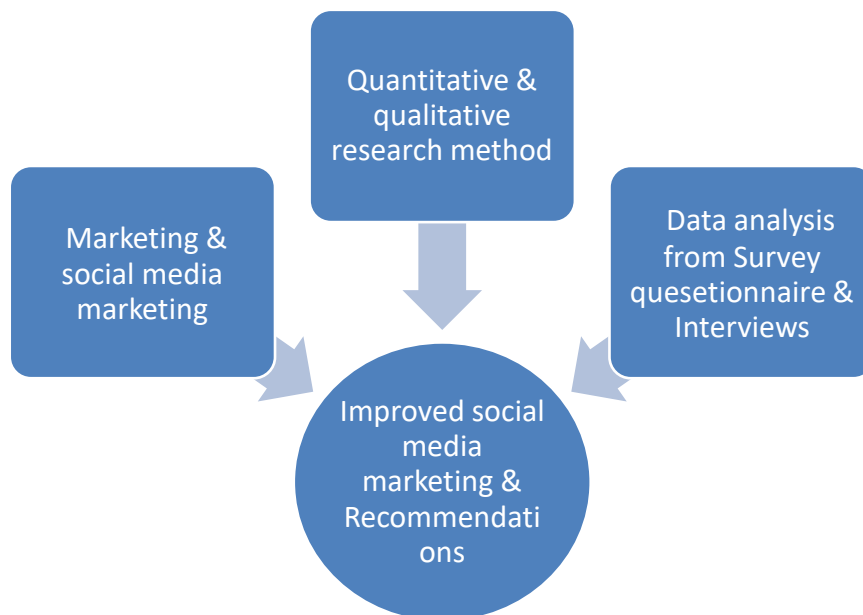 Quantitative &
qualitative
research method
Marketing &
social media
marketing
Data analysis
from Survey
quesetionnaire &
Interviews
Improved social
media
marketing &
Recommendati
ons